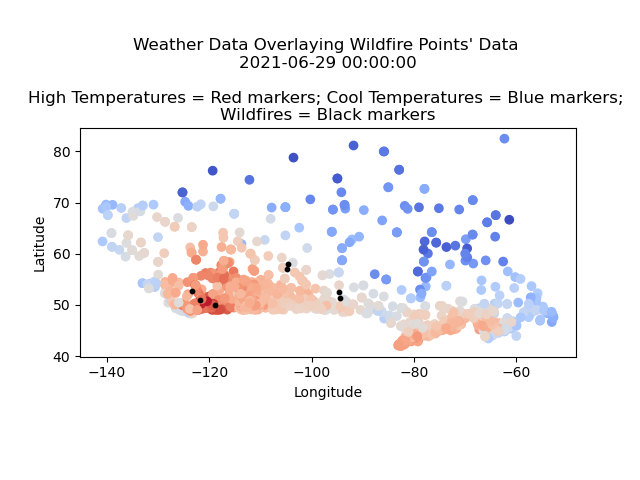 Weather Data Overlaying Wildfire Points' Data
2021-06-29 00:00:00
High Temperatures = Red markers; Cool Temperatures = Blue markers;
Wildfires = Black markers
80
70
60
50
40
Latitude
−140
−120
−100
−80
−60
Longitude